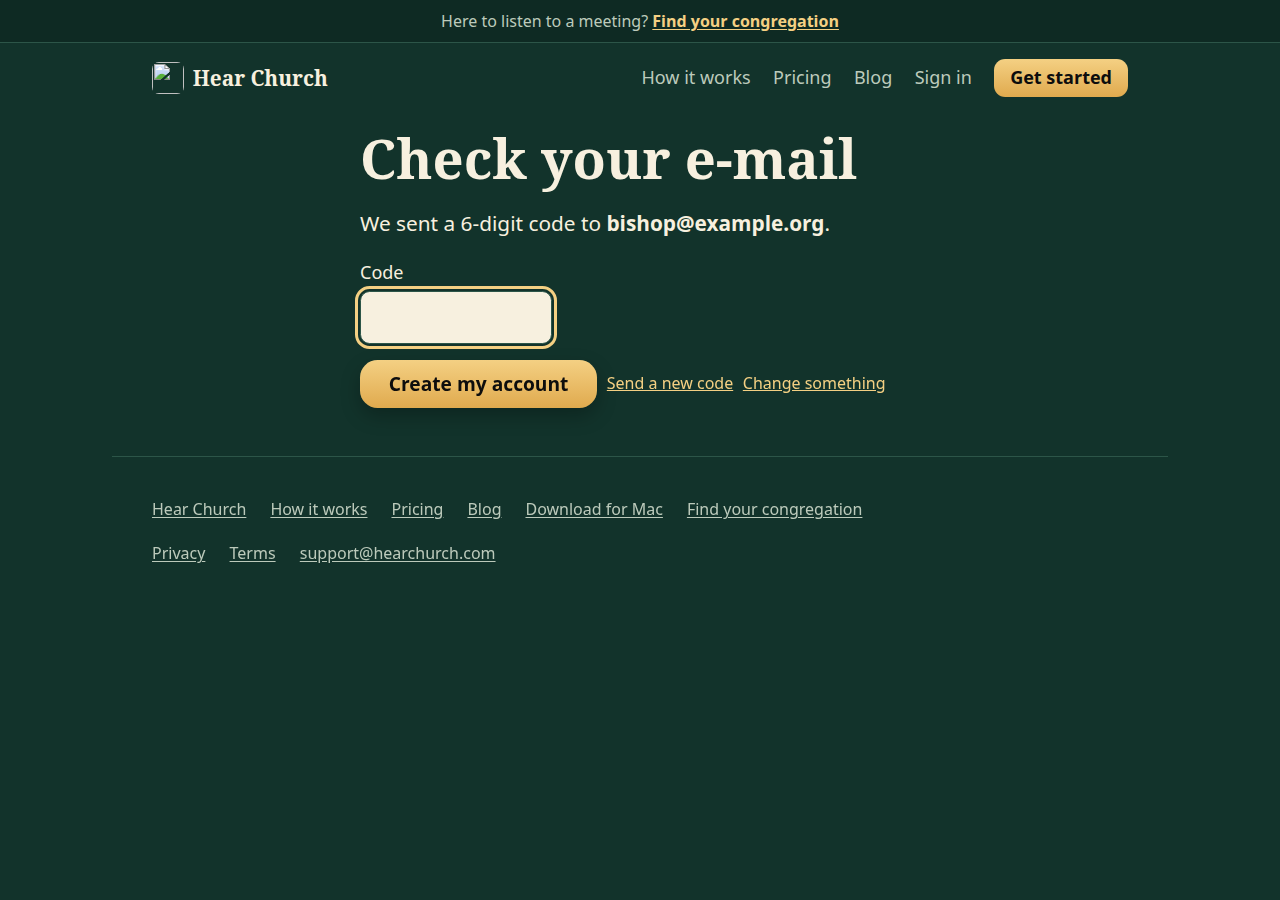 Here to listen to a meeting? Find your congregation
Hear Church How it works Pricing Blog Sign in Get started
Check your e-mail
We sent a 6-digit code to bishop@example.org.
Code
Create my account Send a new code Change something
Hear Church How it works Pricing Blog Download for Mac Find your congregation
Privacy Terms support@hearchurch.com